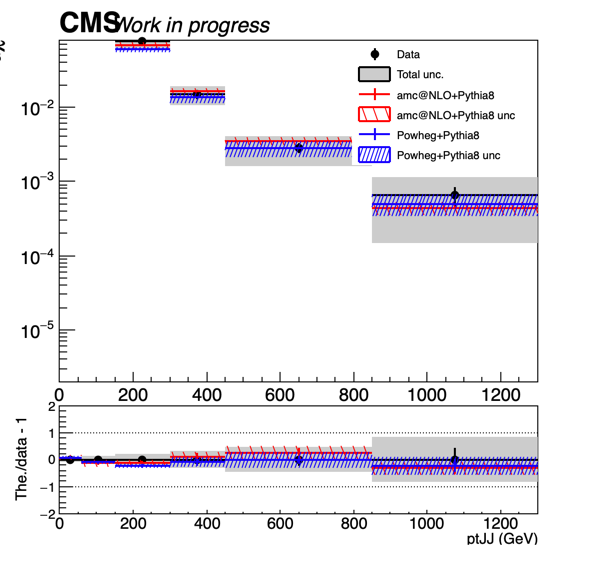 CMS Work in progress
Data
Total unc.
amc@NLO+Pythia8
amc@NLO+Pythia8 unc
Powheg+Pythia8
Powheg+Pythia8 unc
10⁻²
10⁻³
10⁻⁴
10⁻⁵
0 200 400 600 800 1000 1200
The./data - 1
2
1
0
−1
−2
0 200 400 600 800 1000 1200
ptJJ (GeV)